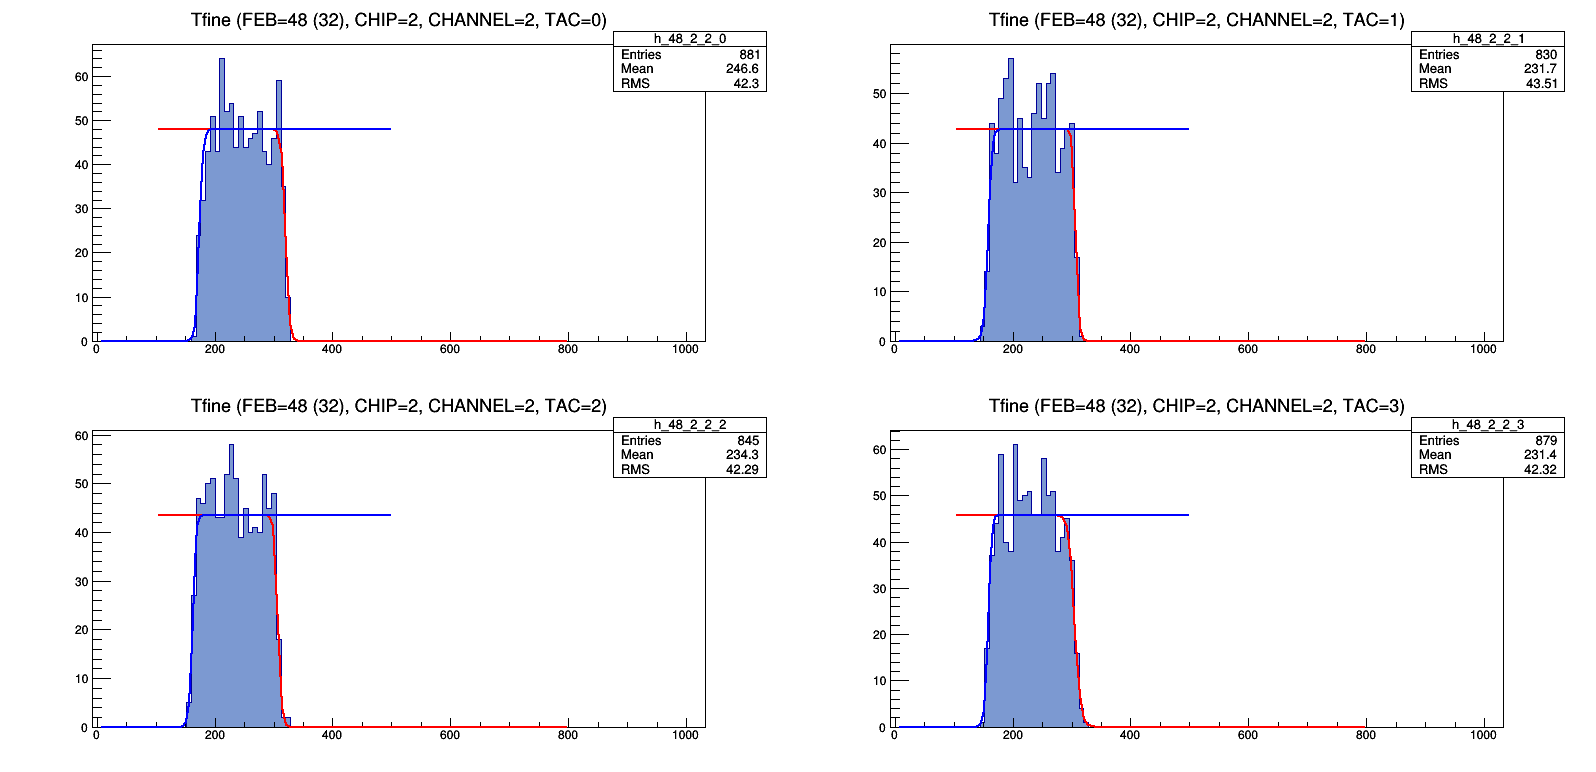 Tfine (FEB=48 (32), CHIP=2, CHANNEL=2, TAC=0)
h_48_2_2_0
Entries 881
Mean 246.6
RMS 42.3
60
50
40
30
20
10
0
0 200 400 600 800 1000
Tfine (FEB=48 (32), CHIP=2, CHANNEL=2, TAC=1)
h_48_2_2_1
Entries 830
Mean 231.7
RMS 43.51
50
40
30
20
10
0
0 200 400 600 800 1000
Tfine (FEB=48 (32), CHIP=2, CHANNEL=2, TAC=2)
h_48_2_2_2
Entries 845
Mean 234.3
RMS 42.29
60
50
40
30
20
10
0
0 200 400 600 800 1000
Tfine (FEB=48 (32), CHIP=2, CHANNEL=2, TAC=3)
h_48_2_2_3
Entries 879
Mean 231.4
RMS 42.32
60
50
40
30
20
10
0
0 200 400 600 800 1000